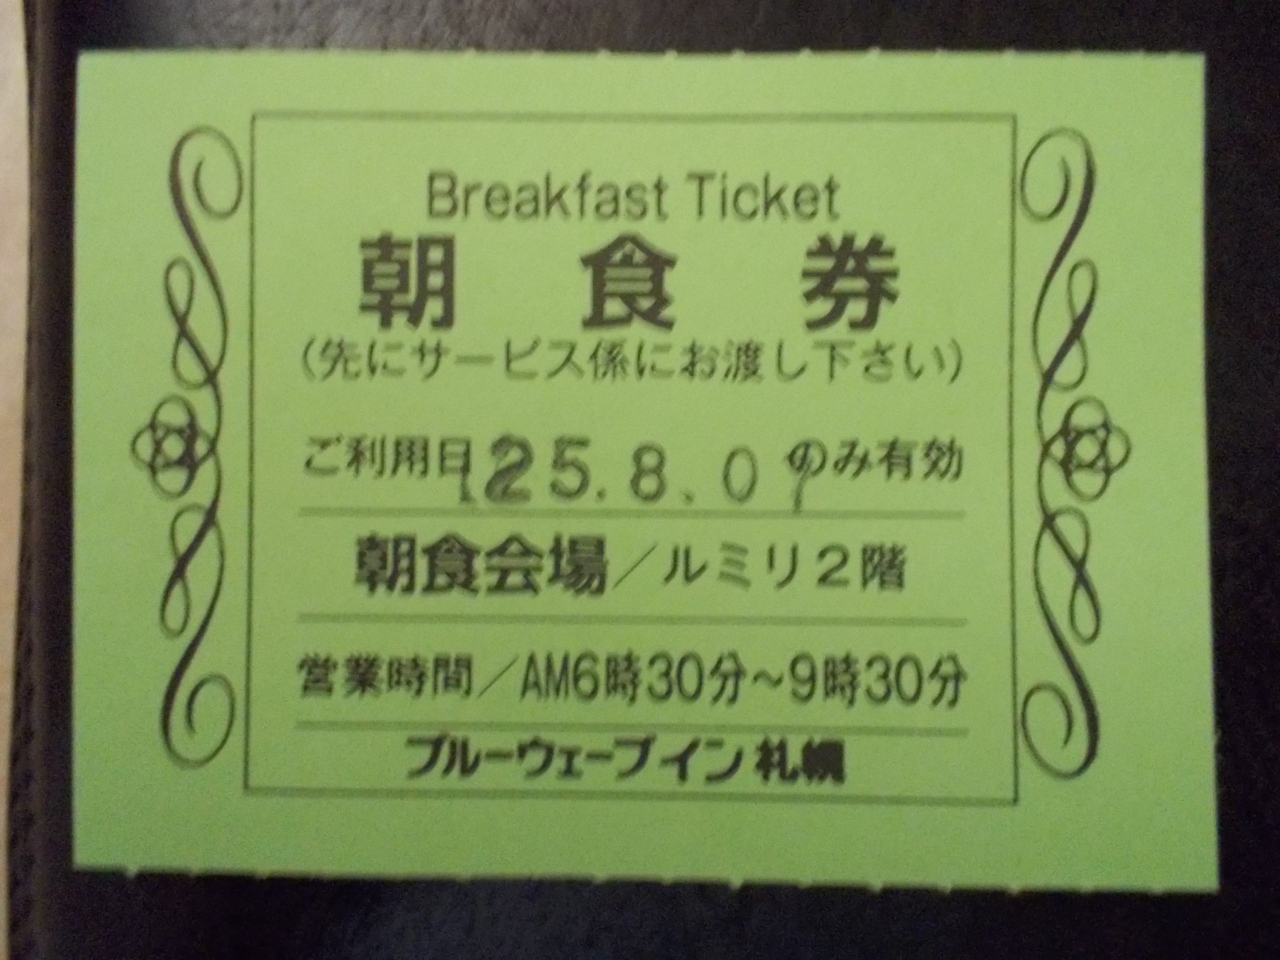 Breakfast Ticket
朝食券
(先にサービス係にお渡し下さい)
ご利用日 25.8.07 のみ有効
朝食会場／ルミリ2階
営業時間／AM6時30分~9時30分
ブルーウェーブイン札幌